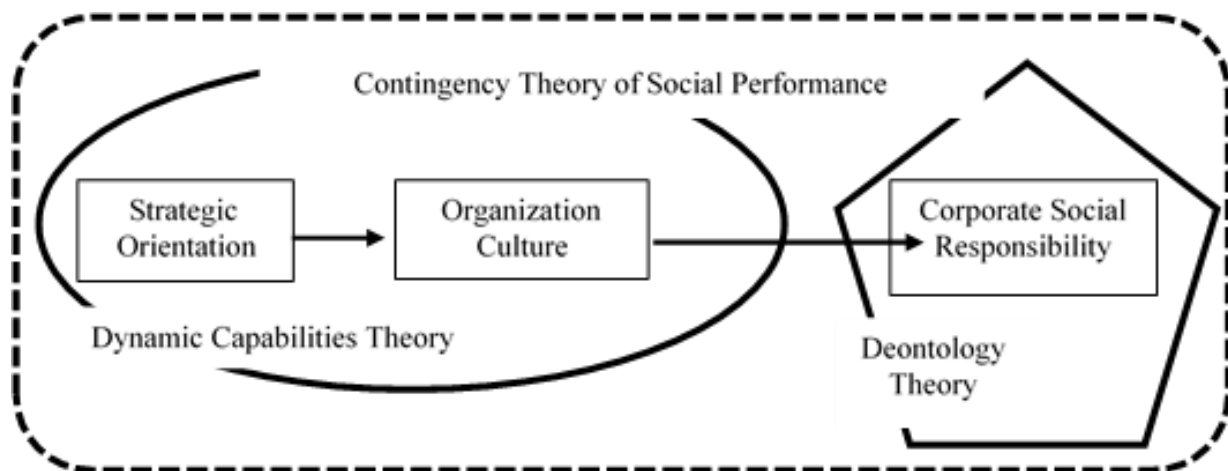 Contingency Theory of Social Performance
Strategic
Orientation
Organization
Culture
Corporate Social
Responsibility
Dynamic Capabilities Theory
Deontology
Theory